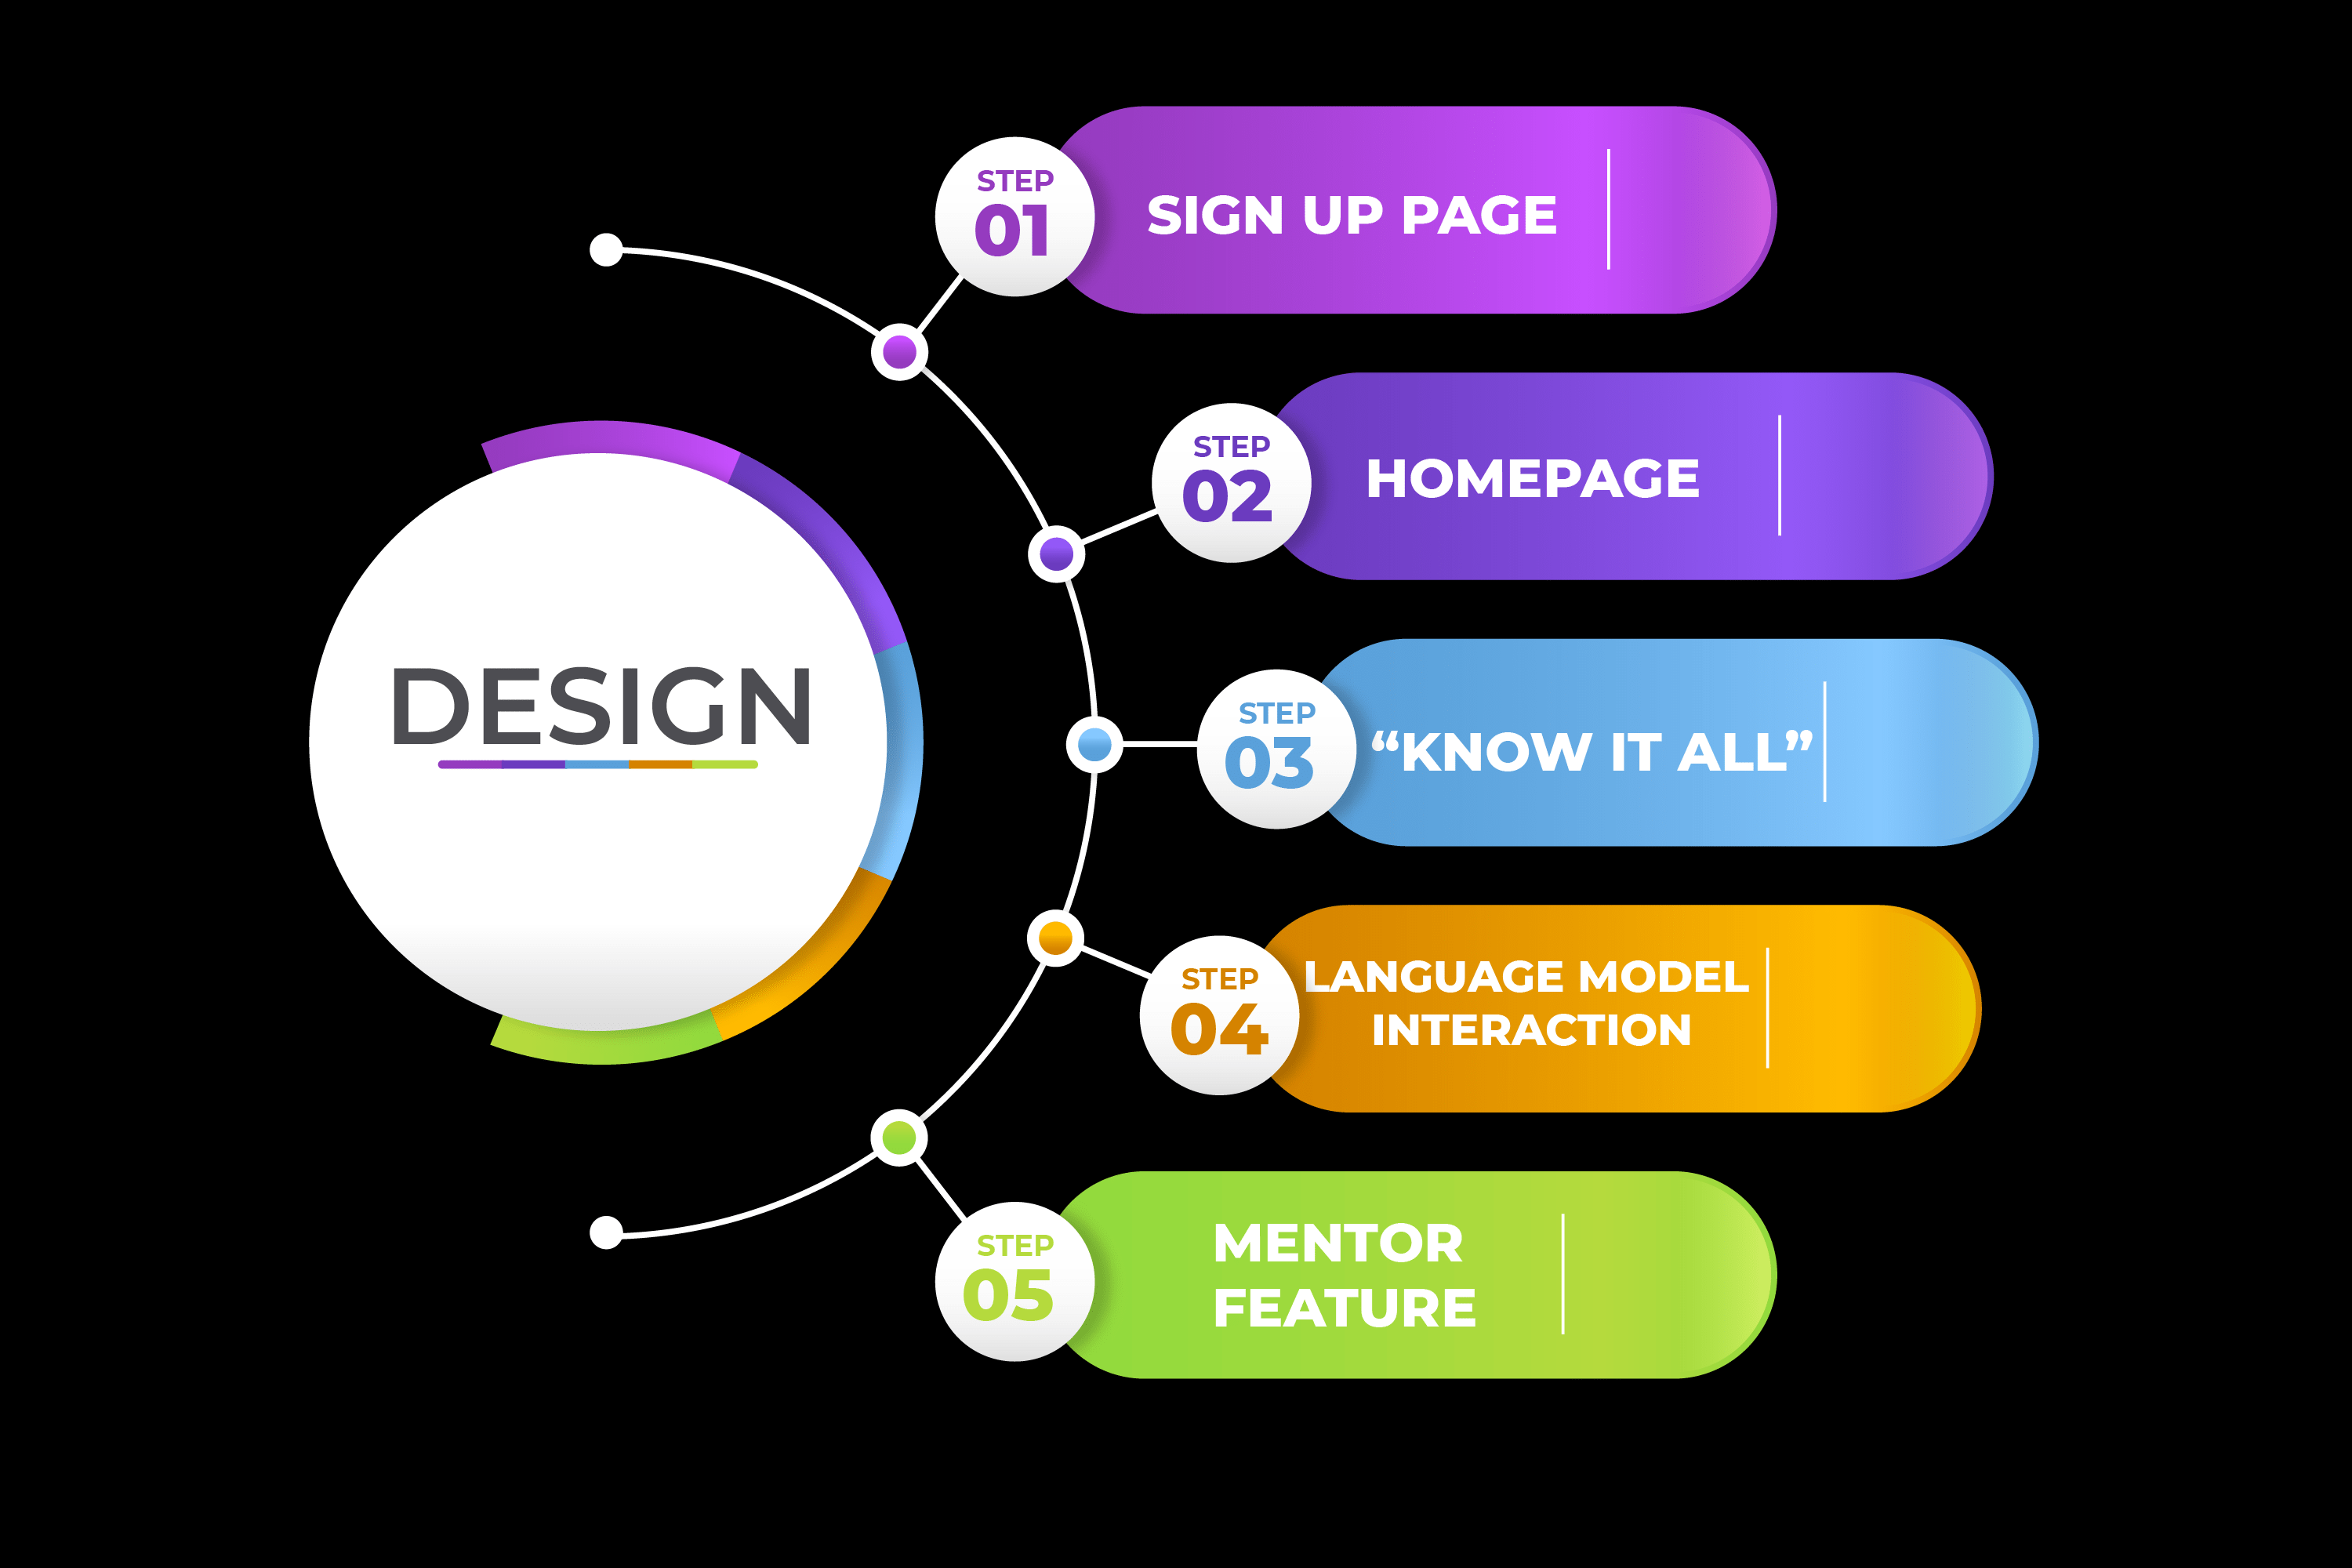 DESIGN
STEP
01
SIGN UP PAGE
STEP
02
HOMEPAGE
STEP
03
“KNOW IT ALL”
STEP
04
LANGUAGE MODEL
INTERACTION
STEP
05
MENTOR
FEATURE